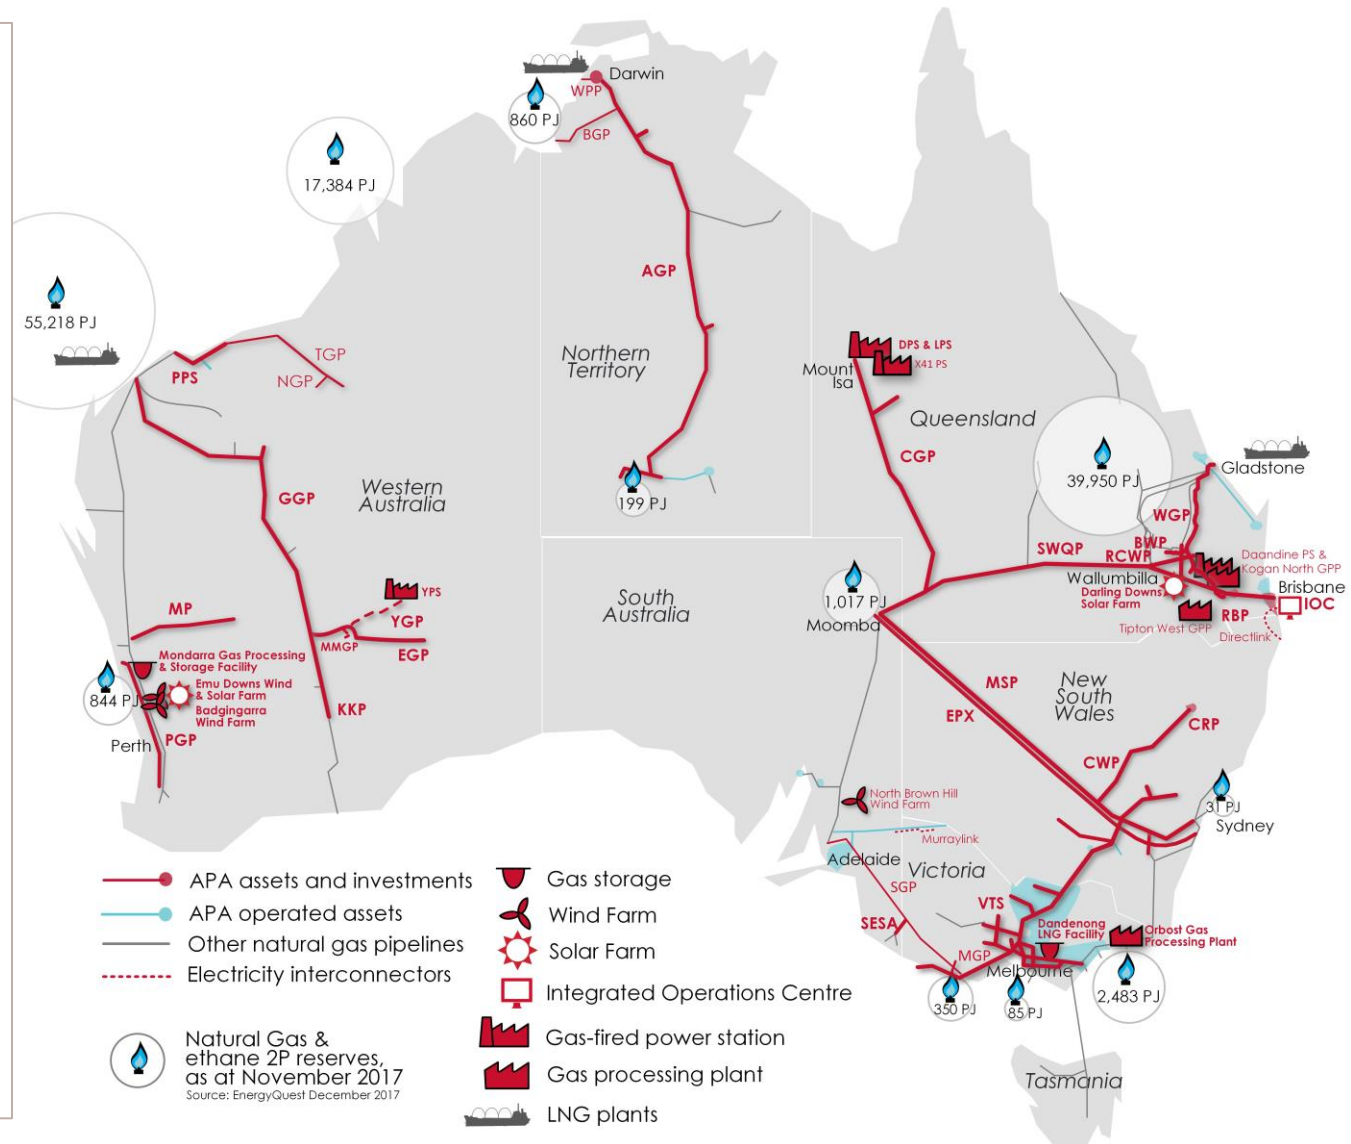 Darwin
WPP
860 PJ
BGP
17,384 PJ
AGP
55,218 PJ
Northern
Territory
TGP
PPS
NGP
DPS & LPS
X41 PS
Mount
Isa
Queensland
CGP
39,950 PJ
Gladstone
Western
Australia
GGP
199 PJ
WGP
BWP
SWQP
RCWP
Daandine PS &
Kogan North GPP
Wallumbilla
Darling Downs
Solar Farm
Brisbane
IOC
RBP
Tipton West GPP
Directlink
1,017 PJ
Moomba
South
Australia
YPS
YGP
MP
MMGP
EGP
Mondarra Gas Processing
& Storage Facility
Emu Downs Wind
& Solar Farm
Badgingarra
Wind Farm
844 PJ
KKP
Perth
PGP
MSP
EPX
New
South
Wales
CRP
CWP
31 PJ
Sydney
North Brown Hill
Wind Farm
Murraylink
Adelaide
Victoria
SGP
SESA
VTS
Dandenong
LNG Facility
Orbost Gas
Processing Plant
MGP
Melbourne
350 PJ
85 PJ
2,483 PJ
Tasmania
APA assets and investments
APA operated assets
Other natural gas pipelines
Electricity interconnectors
Natural Gas &
ethane 2P reserves,
as at November 2017
Source: EnergyQuest December 2017
Gas storage
Wind Farm
Solar Farm
Integrated Operations Centre
Gas-fired power station
Gas processing plant
LNG plants